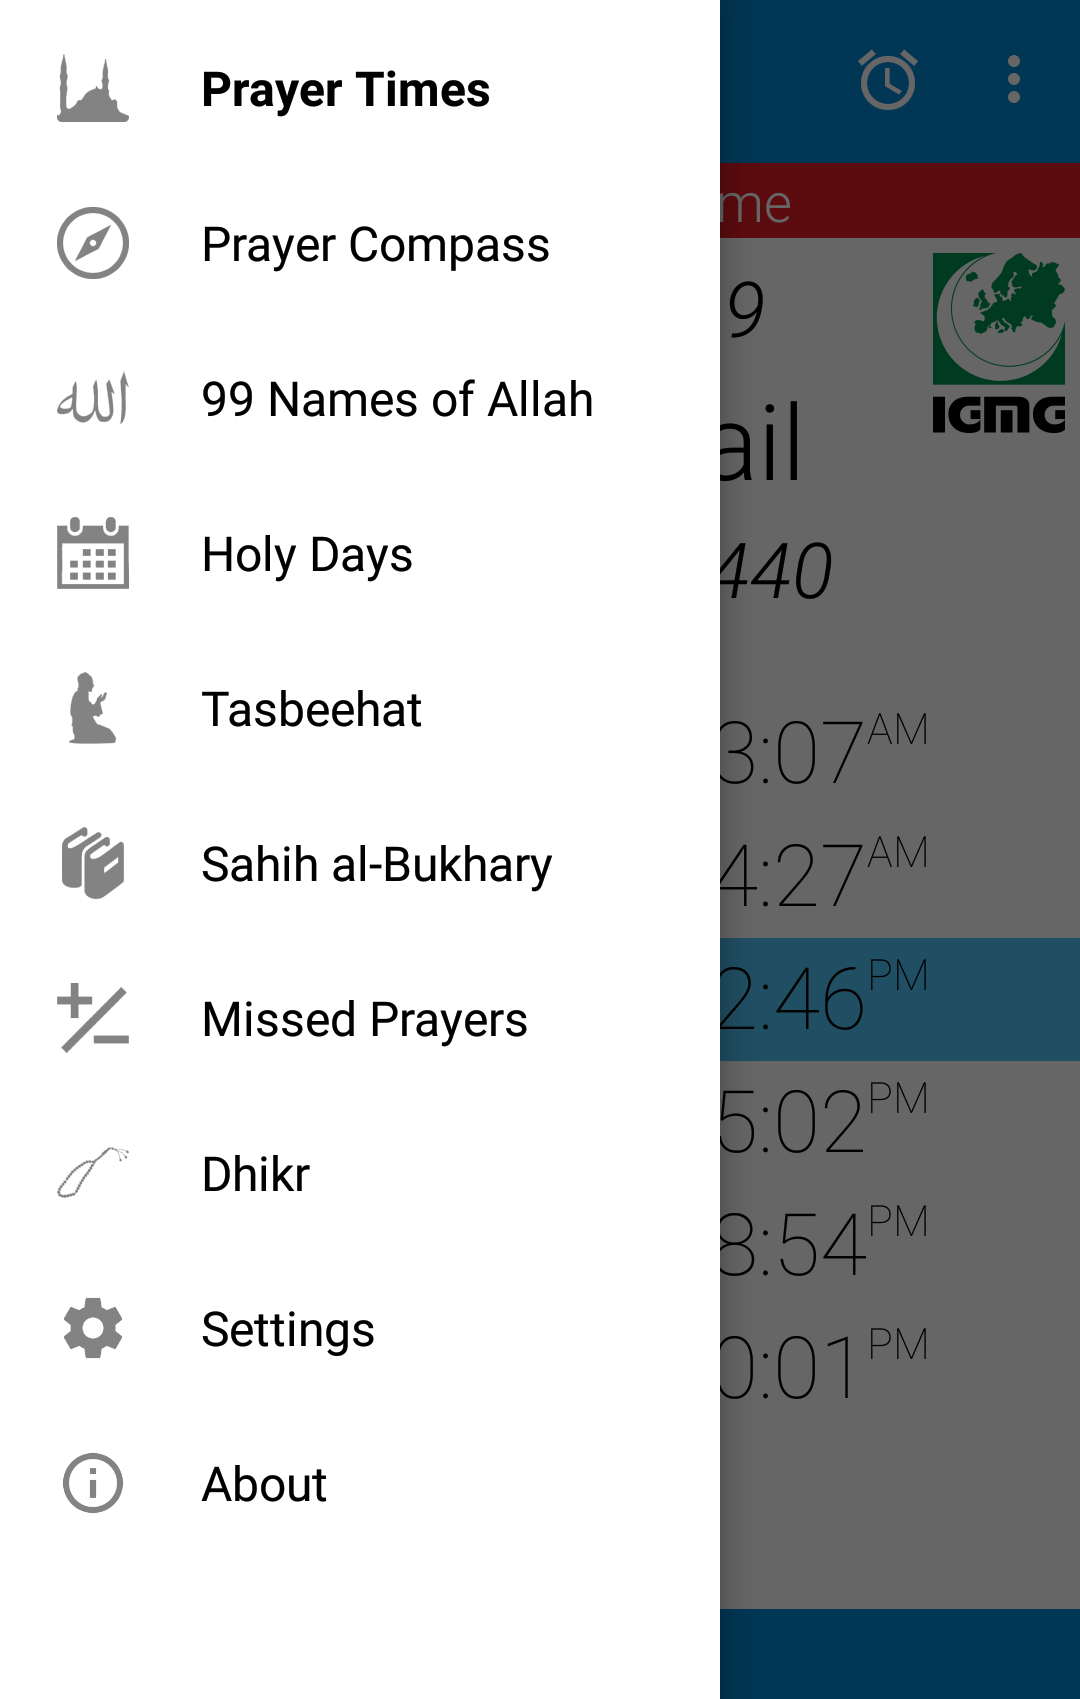 Prayer Times
Prayer Compass
99 Names of Allah
Holy Days
Tasbeehat
Sahih al-Bukhary
Missed Prayers
Dhikr
Settings
About
me
9
IGMG
ail
440
3:07 AM
4:27 AM
2:46 PM
5:02 PM
8:54 PM
0:01 PM
الله